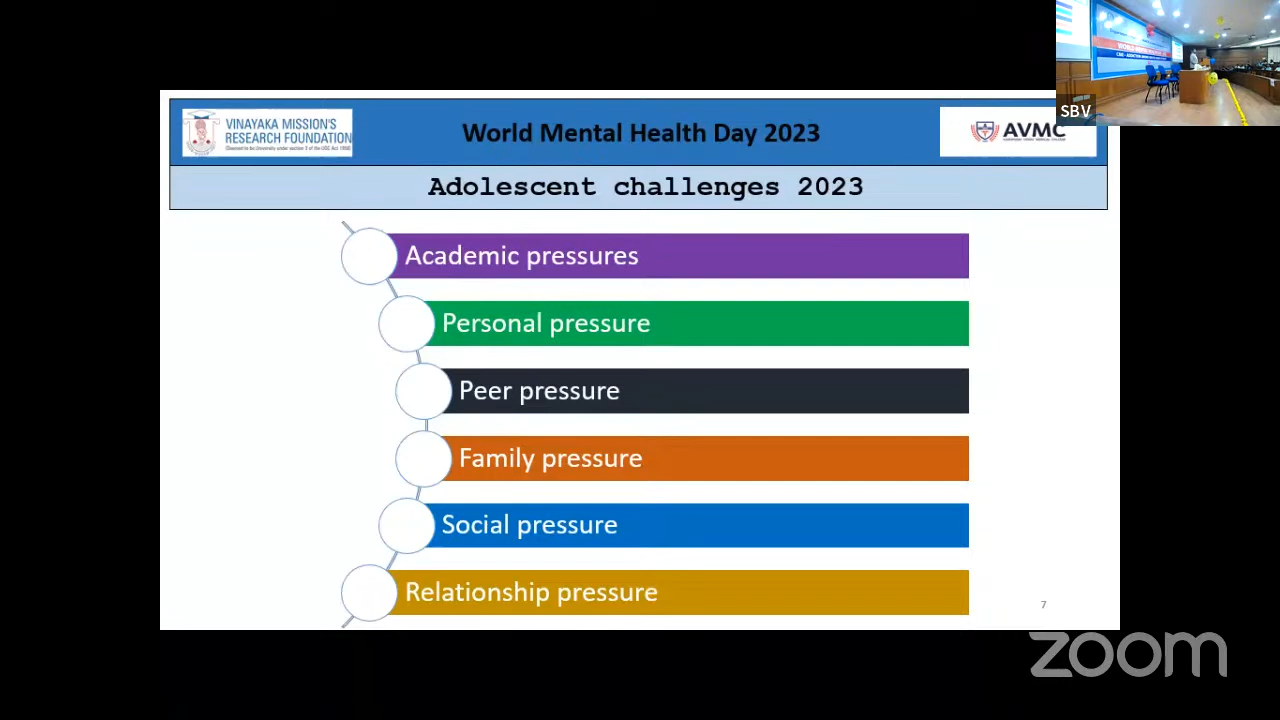 VINAYAKA MISSION'S
RESEARCH FOUNDATION
World Mental Health Day 2023
AVMC
SBV
Adolescent challenges 2023
Academic pressures
Personal pressure
Peer pressure
Family pressure
Social pressure
Relationship pressure
7
zoom